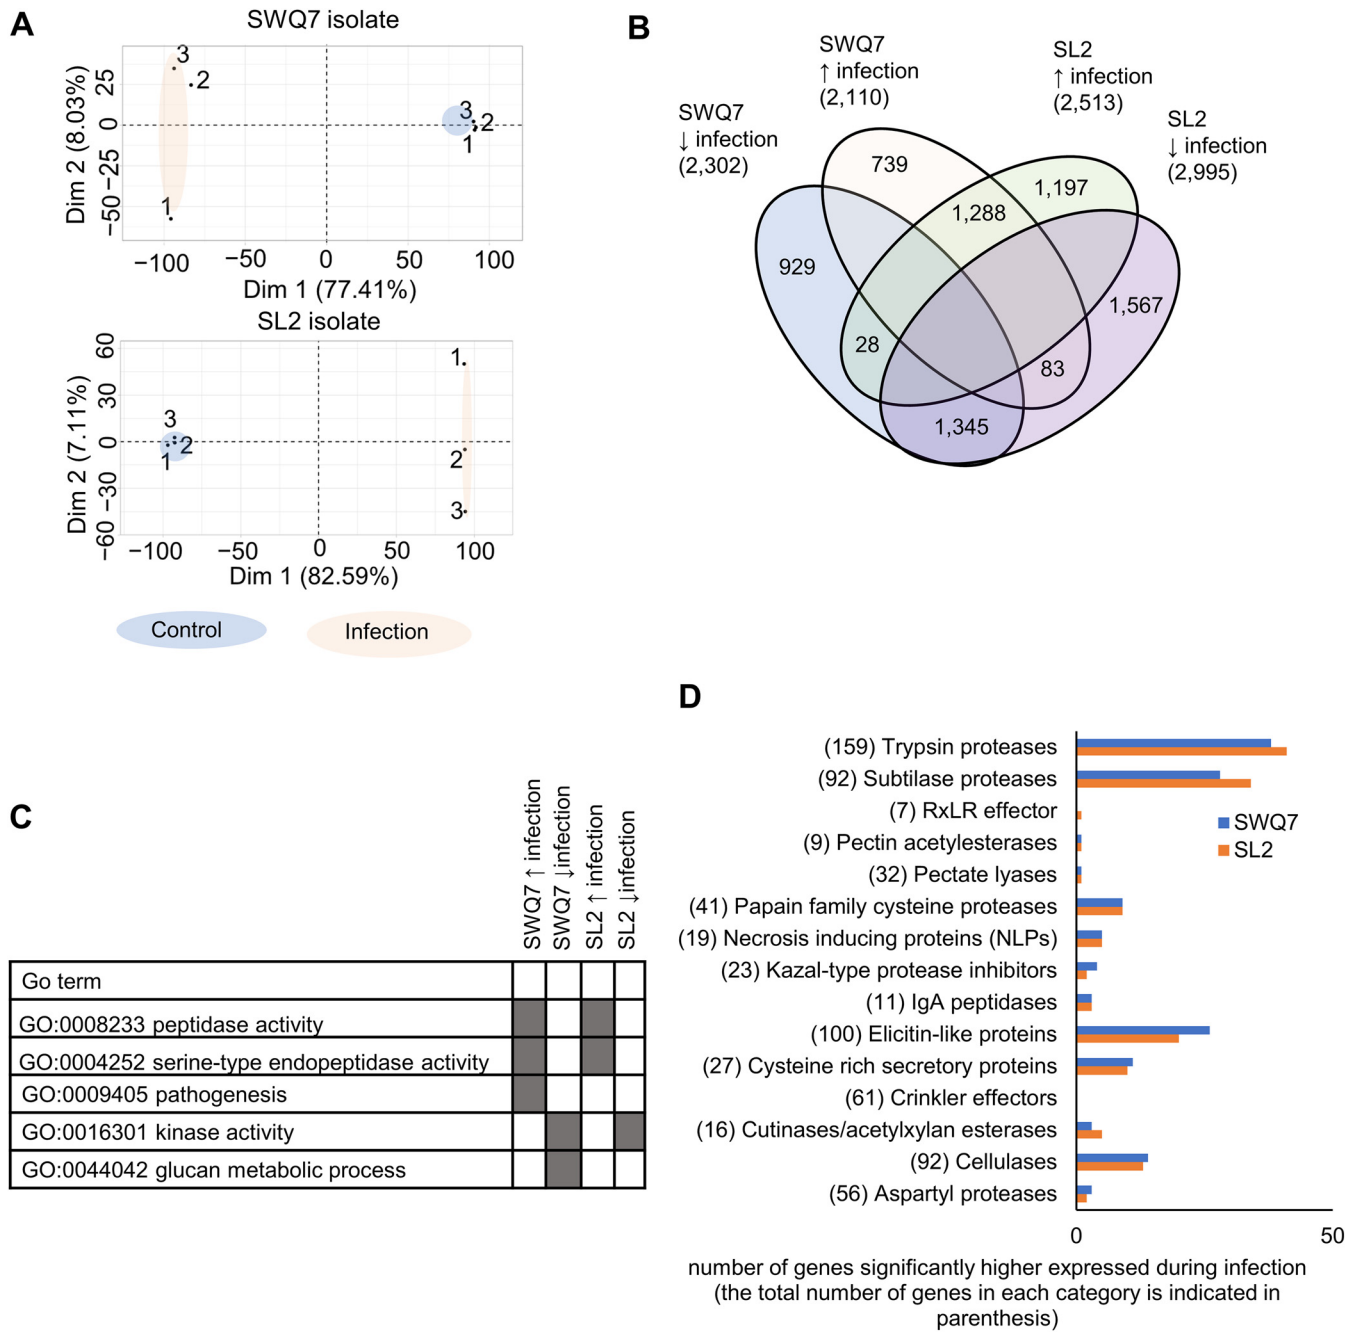 A
SWQ7 isolate
3
2
1
3
2
1
25
0
−25
−50
Dim 2 (8.03%)
−100
−50
0
50
100
Dim 1 (77.41%)
SL2 isolate
60
30
0
−30
−60
Dim 2 (7.11%)
3
2
1
1
2
3
−100
−50
0
50
100
Dim 1 (82.59%)
Control
Infection
B
SWQ7
↓ infection
(2,302)
SWQ7
↑ infection
(2,110)
SL2
↑ infection
(2,513)
SL2
↓ infection
(2,995)
739
1,197
1,288
929
1,567
28
83
1,345
C
SWQ7 ↑ infection
SWQ7 ↓infection
SL2 ↑ infection
SL2 ↓infection
Go term
GO:0008233 peptidase activity
GO:0004252 serine-type endopeptidase activity
GO:0009405 pathogenesis
GO:0016301 kinase activity
GO:0044042 glucan metabolic process
D
(159) Trypsin proteases
(92) Subtilase proteases
(7) RxLR effector
(9) Pectin acetylesterases
(32) Pectate lyases
(41) Papain family cysteine proteases
(19) Necrosis inducing proteins (NLPs)
(23) Kazal-type protease inhibitors
(11) IgA peptidases
(100) Elicitin-like proteins
(27) Cysteine rich secretory proteins
(61) Crinkler effectors
(16) Cutinases/acetylxylan esterases
(92) Cellulases
(56) Aspartyl proteases
SWQ7
SL2
0
50
number of genes significantly higher expressed during infection
(the total number of genes in each category is indicated in
parenthesis)